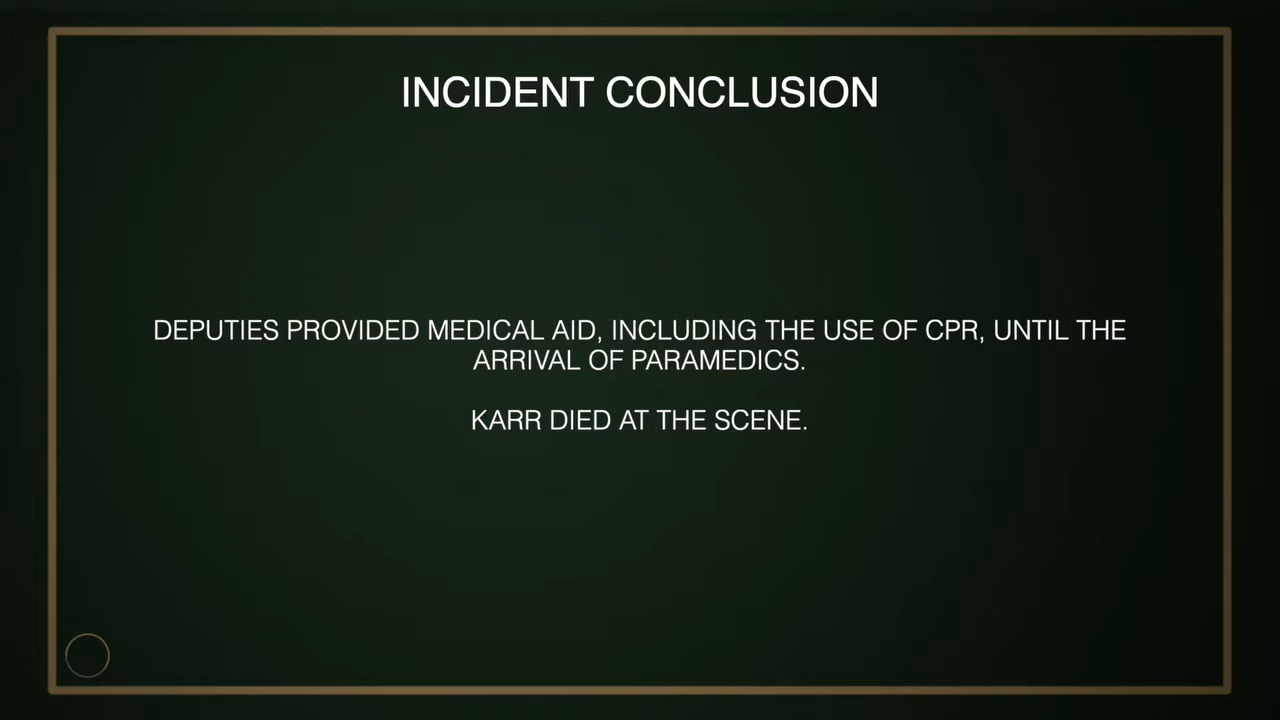 INCIDENT CONCLUSION
DEPUTIES PROVIDED MEDICAL AID, INCLUDING THE USE OF CPR, UNTIL THE
ARRIVAL OF PARAMEDICS.
KARR DIED AT THE SCENE.